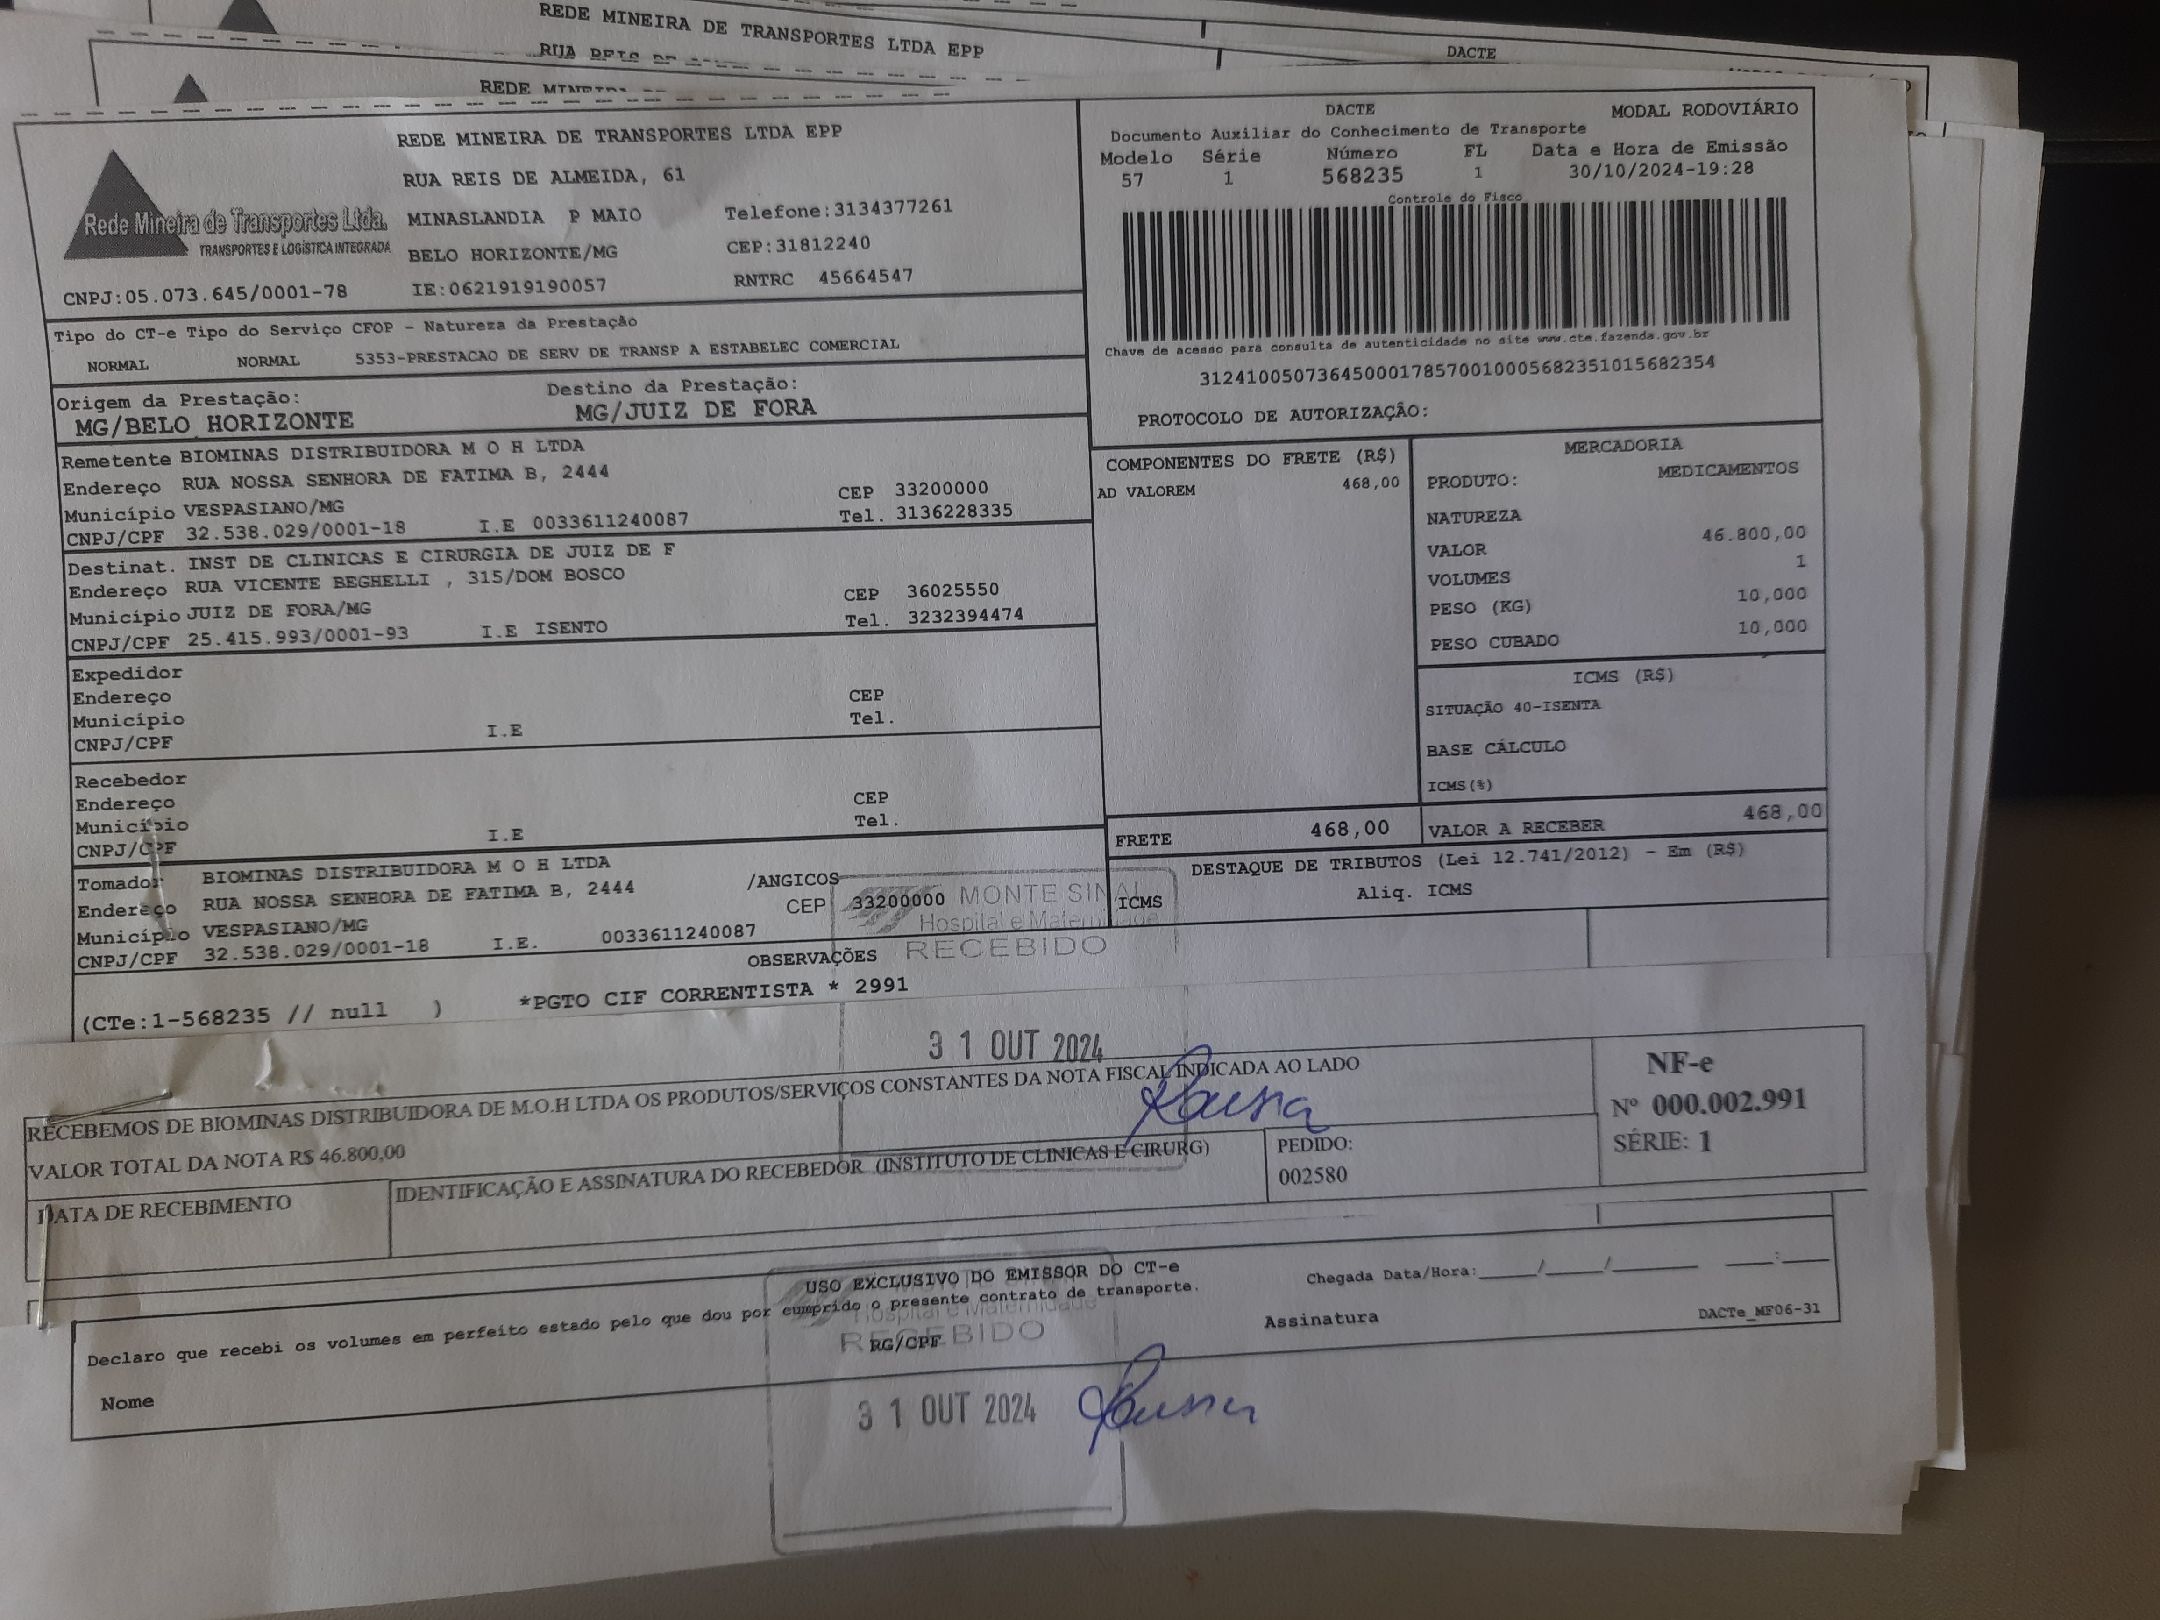 REDE MINEIRA DE TRANSPORTES LTDA EPP
DACTE
REDE MINEIRA DE TRANSPORTES LTDA EPP
RUA REIS DE ALMEIDA, 61
MINASLANDIA P MAIO Telefone:3134377261
BELO HORIZONTE/MG CEP:31812240
CNPJ:05.073.645/0001-78 IE:0621919190057 RNTRC 45664547
Rede Mineira de Transportes Ltda.
TRANSPORTES E LOGÍSTICA INTEGRADA
DACTE MODAL RODOVIÁRIO
Documento Auxiliar do Conhecimento de Transporte
Modelo Série Número FL Data e Hora de Emissão
57 1 568235 1 30/10/2024-19:28
Controle do Fisco
Chave de acesso para consulta de autenticidade no site www.cte.fazenda.gov.br
31241005073645000178570010005682351015682354
PROTOCOLO DE AUTORIZAÇÂO:
Tipo do CT-e Tipo do Serviço CFOP - Natureza da Prestação
NORMAL NORMAL 5353-PRESTACAO DE SERV DE TRANSP A ESTABELEC COMERCIAL
Origem da Prestação: Destino da Prestação:
MG/BELO HORIZONTE MG/JUIZ DE FORA
Remetente BIOMINAS DISTRIBUIDORA M O H LTDA
Endereço RUA NOSSA SENHORA DE FATIMA B, 2444
Município VESPASIANO/MG CEP 33200000
CNPJ/CPF 32.538.029/0001-18 I.E 0033611240087 Tel. 3136228335
Destinat. INST DE CLINICAS E CIRURGIA DE JUIZ DE F
Endereço RUA VICENTE BEGHELLI , 315/DOM BOSCO
Município JUIZ DE FORA/MG CEP 36025550
CNPJ/CPF 25.415.993/0001-93 I.E ISENTO Tel. 3232394474
Expedidor
Endereço CEP
Município Tel.
CNPJ/CPF I.E
Recebedor
Endereço CEP
Município Tel.
CNPJ/CPF I.E
Tomador BIOMINAS DISTRIBUIDORA M O H LTDA
Endereço RUA NOSSA SENHORA DE FATIMA B, 2444 /ANGICOS
Município VESPASIANO/MG CEP 33200000
CNPJ/CPF 32.538.029/0001-18 I.E. 0033611240087
COMPONENTES DO FRETE (R$)
AD VALOREM 468,00
MERCADORIA
PRODUTO: MEDICAMENTOS
NATUREZA
VALOR 46.800,00
VOLUMES 1
PESO (KG) 10,000
PESO CUBADO 10,000
ICMS (R$)
SITUAÇÃO 40-ISENTA
BASE CÁLCULO
ICMS(%)
FRETE 468,00 VALOR A RECEBER 468,00
DESTAQUE DE TRIBUTOS (Lei 12.741/2012) - Em (R$)
ICMS Aliq. ICMS
MONTE SINAI
Hospital e Maternidade
RECEBIDO
OBSERVAÇÕES
(CTe:1-568235 // null ) *PGTO CIF CORRENTISTA * 2991
31 OUT 2024
RECEBEMOS DE BIOMINAS DISTRIBUIDORA DE M.O.H LTDA OS PRODUTOS/SERVIÇOS CONSTANTES DA NOTA FISCAL INDICADA AO LADO
VALOR TOTAL DA NOTA R$ 46.800,00
DATA DE RECEBIMENTO
IDENTIFICAÇÃO E ASSINATURA DO RECEBEDOR (INSTITUTO DE CLINICAS E CIRURG)
PEDIDO:
002580
NF-e
Nº 000.002.991
SÉRIE: 1
USO EXCLUSIVO DO EMISSOR DO CT-e
Declaro que recebi os volumes em perfeito estado pelo que dou por cumprido o presente contrato de transporte.
Chegada Data/Hora:_____/_____/_______ ____:____
Hospital e Maternidade
RECEBIDO
Nome RG/CPF Assinatura DACTe_MF06-31
31 OUT 2024